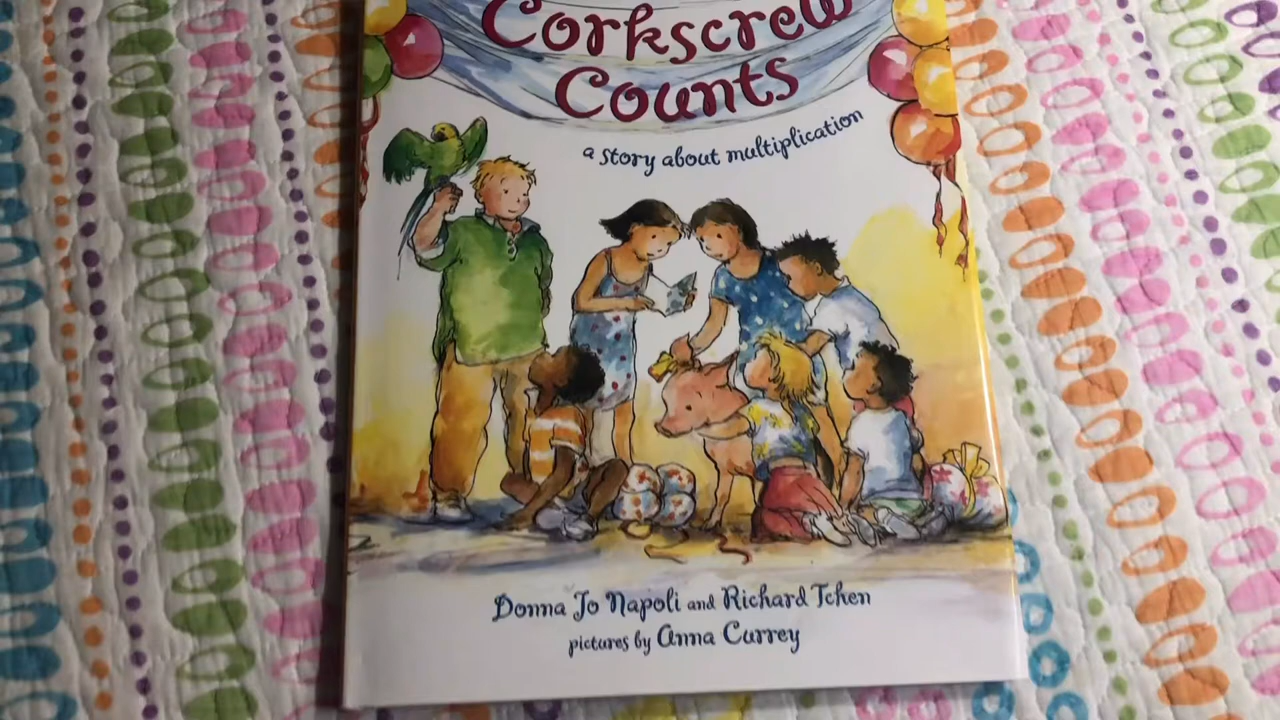 Corkscrew
Counts
a story about multiplication
Donna Jo Napoli and Richard Tchen
pictures by Anna Currey